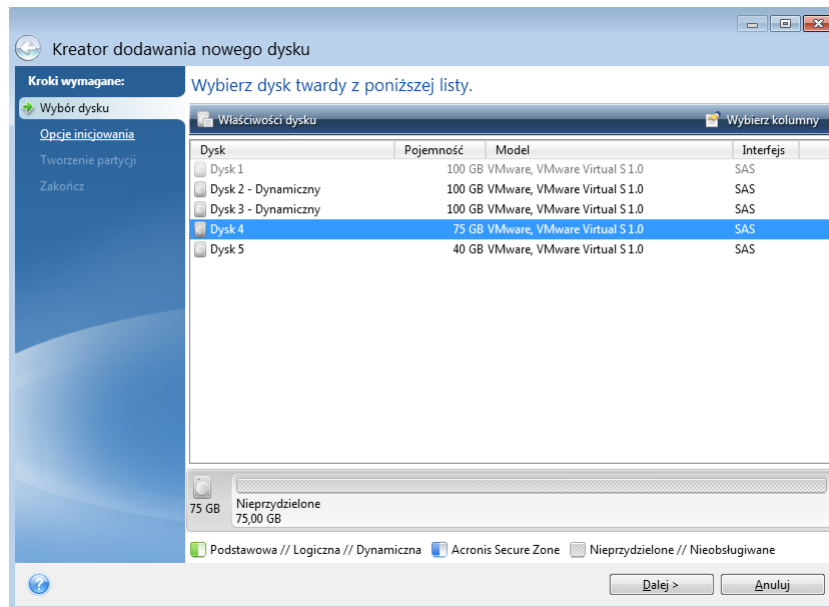 Kreator dodawania nowego dysku
Kroki wymagane:
Wybór dysku
Opcje inicjowania
Tworzenie partycji
Zakończ
Wybierz dysk twardy z poniższej listy.
Właściwości dysku Wybierz kolumny
Dysk Pojemność Model Interfejs
Dysk 1 100 GB VMware, VMware Virtual S 1.0 SAS
Dysk 2 - Dynamiczny 100 GB VMware, VMware Virtual S 1.0 SAS
Dysk 3 - Dynamiczny 100 GB VMware, VMware Virtual S 1.0 SAS
Dysk 4 75 GB VMware, VMware Virtual S 1.0 SAS
Dysk 5 40 GB VMware, VMware Virtual S 1.0 SAS
75 GB
Nieprzydzielone
75,00 GB
Podstawowa // Logiczna // Dynamiczna Acronis Secure Zone Nieprzydzielone // Nieobsługiwane
? Dalej > Anuluj